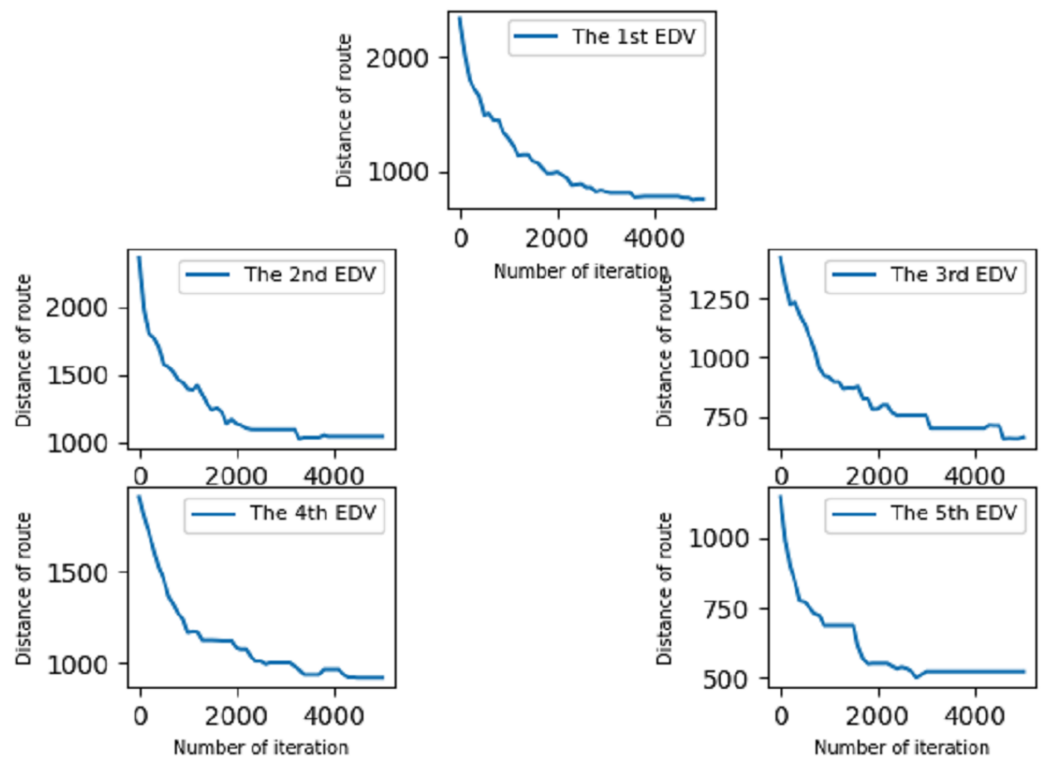 The 1st EDV
Distance of route
2000
1000
0 2000 4000
Number of iteration
The 2nd EDV
Distance of route
2000
1500
1000
0 2000 4000
The 3rd EDV
Distance of route
1250
1000
750
0 2000 4000
The 4th EDV
Distance of route
1500
1000
0 2000 4000
Number of iteration
The 5th EDV
Distance of route
1000
750
500
0 2000 4000
Number of iteration